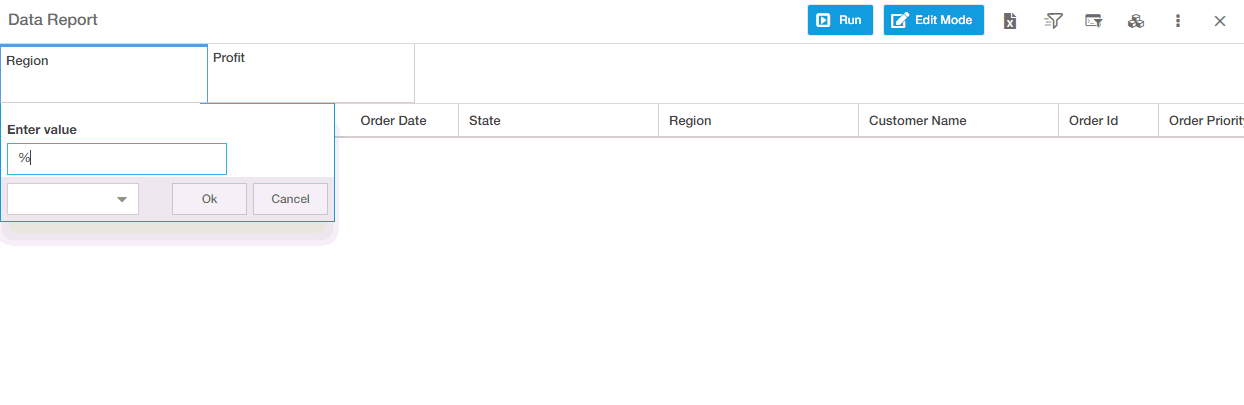 Data Report
Run
Edit Mode
Region
Profit
Enter value
%
Ok
Cancel
Order Date
State
Region
Customer Name
Order Id
Order Priority